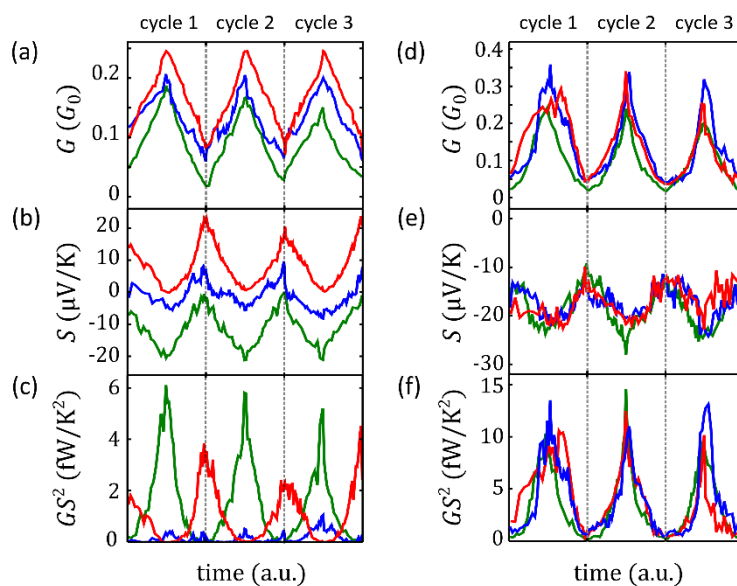 cycle 1 cycle 2 cycle 3
(a)
G (G₀)
0.2
0.1
0
(b)
S (μV/K)
20
10
0
-10
-20
(c)
GS² (fW/K²)
6
4
2
0
time (a.u.)
cycle 1 cycle 2 cycle 3
(d)
G (G₀)
0.4
0.3
0.2
0.1
0
(e)
S (μV/K)
0
-10
-20
-30
(f)
GS² (fW/K²)
15
10
5
0
time (a.u.)